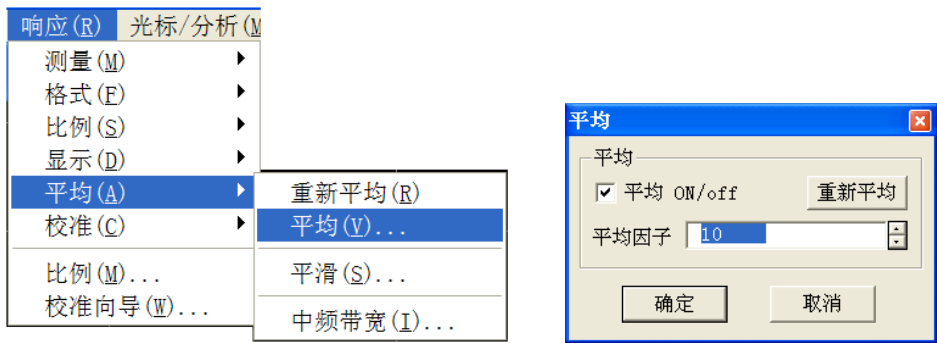 响应(R) 光标/分析(M
测量(M)
格式(F)
比例(S)
显示(D)
平均(A)
校准(C)
比例(M)...
校准向导(W)...
重新平均(R)
平均(V)...
平滑(S)...
中频带宽(I)...
平均
平均
平均 ON/off 重新平均
平均因子 10
确定 取消